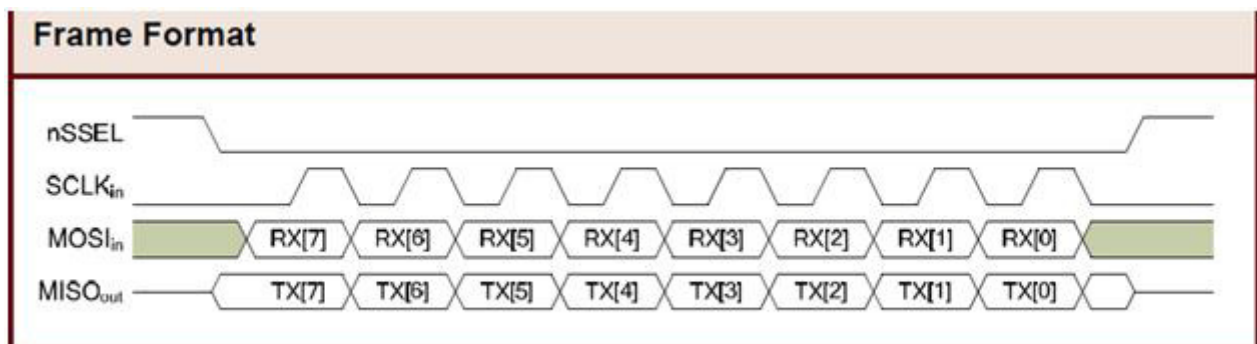 Frame Format
nSSEL
SCLKin
MOSIin RX[7] RX[6] RX[5] RX[4] RX[3] RX[2] RX[1] RX[0]
MISOout TX[7] TX[6] TX[5] TX[4] TX[3] TX[2] TX[1] TX[0]